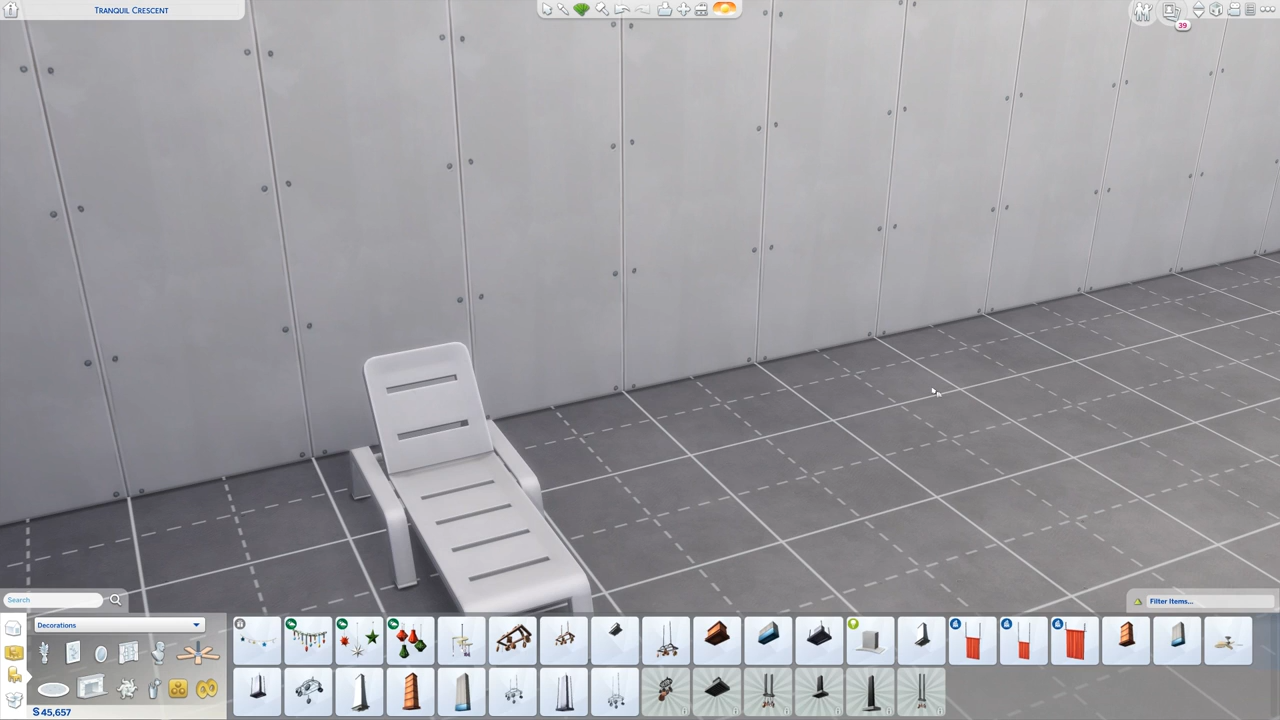 TRANQUIL CRESCENT
39
Search
Filter Items...
Decorations
§45,657